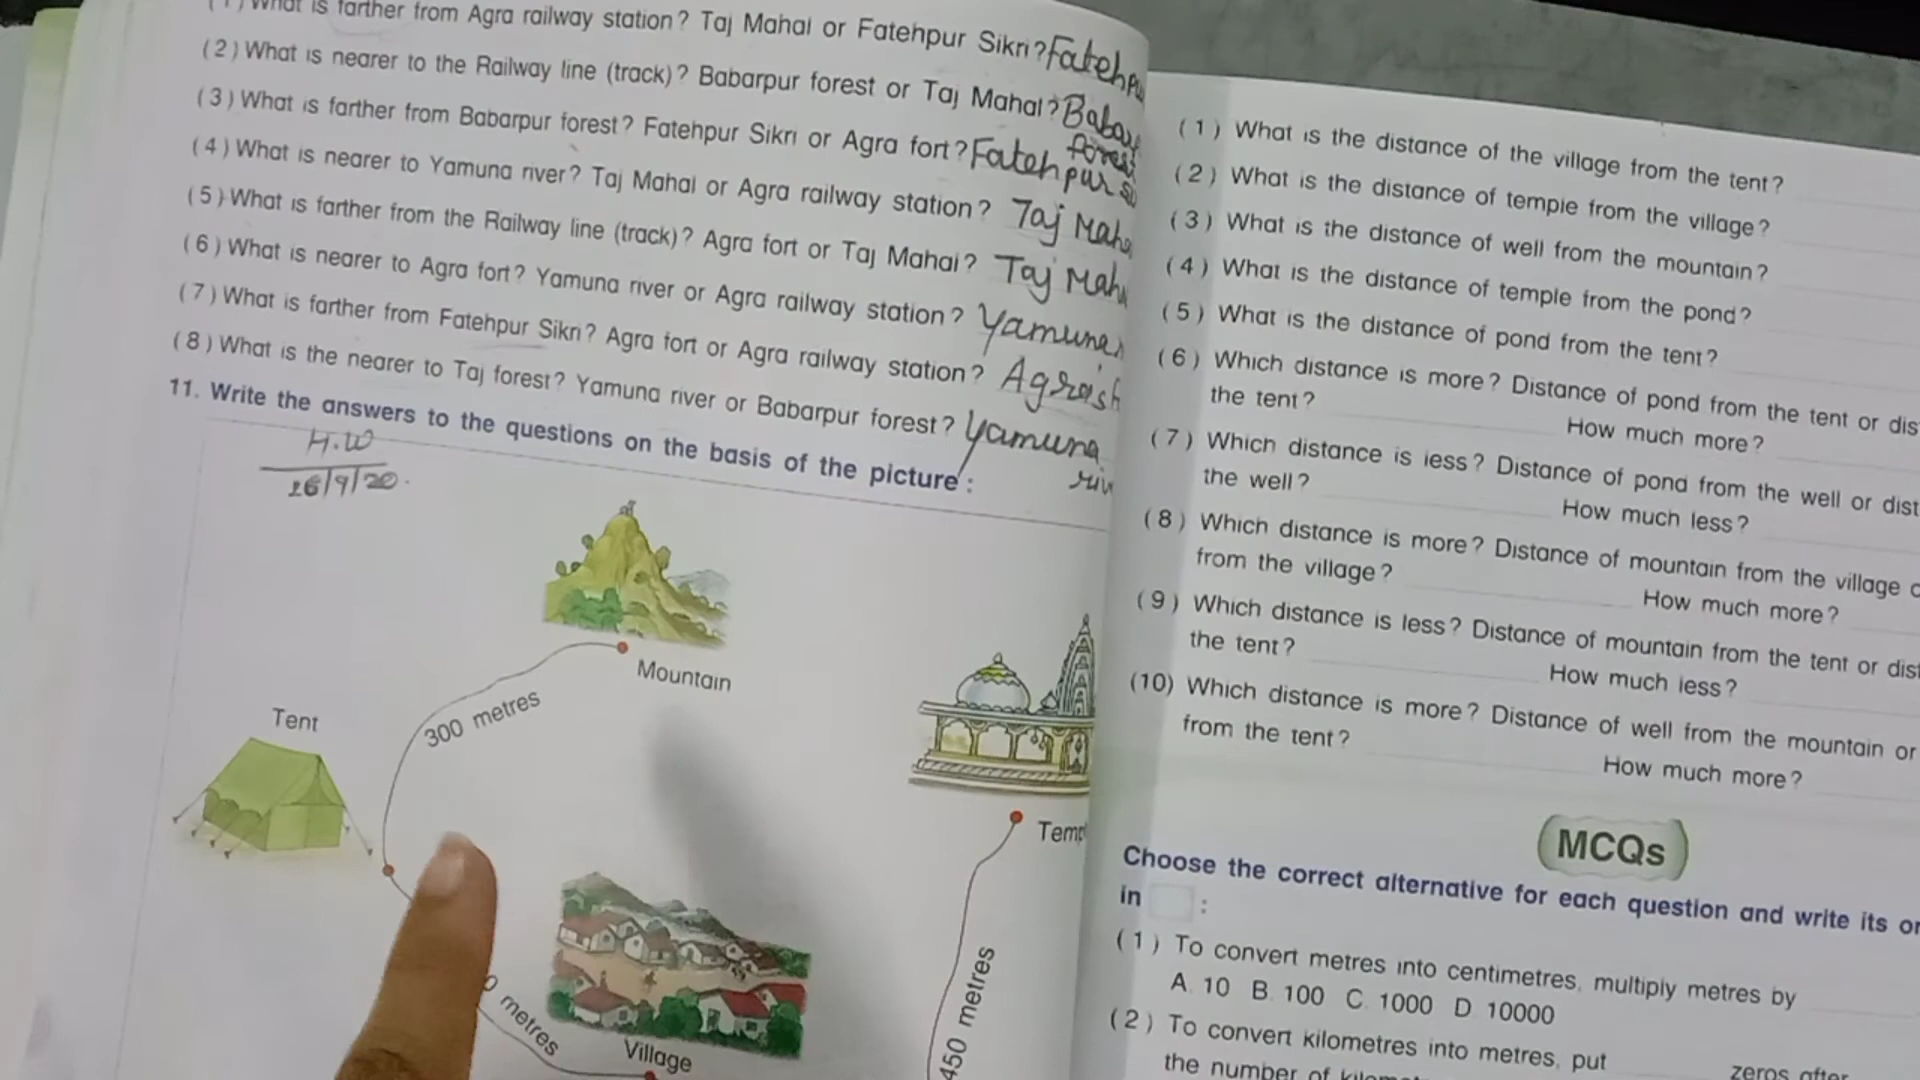 (1) What is farther from Agra railway station? Taj Mahal or Fatehpur Sikri? Fatehpu
(2) What is nearer to the Railway line (track)? Babarpur forest or Taj Mahal?
forest
(3) What is farther from Babarpur forest? Fatehpur Sikri or Agra fort? Fatehpur
(4) What is nearer to Yamuna river? Taj Mahal or Agra railway station? Taj Maha
(5) What is farther from the Railway line (track)? Agra fort or Taj Mahal? Taj Mah
(6) What is nearer to Agra fort? Yamuna river or Agra railway station? Yamuna
(7) What is farther from Fatehpur Sikri? Agra fort or Agra railway station?
(8) What is the nearer to Taj forest? Yamuna river or Babarpur forest? Yamuna
riv
11. Write the answers to the questions on the basis of the picture :
H.W
26/9/20.
Mountain
300 metres
Tent
Temp
450 metres
0 metres
Village
(1) What is the distance of the village from the tent?
(2) What is the distance of temple from the village?
(3) What is the distance of well from the mountain?
(4) What is the distance of temple from the pond?
(5) What is the distance of pond from the tent?
(6) Which distance is more? Distance of pond from the tent or dis
the tent? How much more?
(7) Which distance is less? Distance of pond from the well or dist
the well? How much less?
(8) Which distance is more? Distance of mountain from the village o
from the village? How much more?
(9) Which distance is less? Distance of mountain from the tent or dist
the tent? How much less?
(10) Which distance is more? Distance of well from the mountain or
from the tent? How much more?
MCQs
Choose the correct alternative for each question and write its or
in :
(1) To convert metres into centimetres, multiply metres by
A. 10 B. 100 C. 1000 D 10000
(2) To convert kilometres into metres, put zeros after
the number of